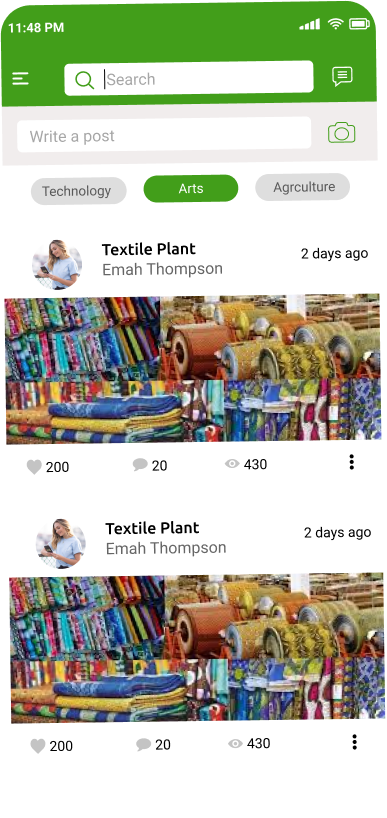 11:48 PM
Search
Write a post
Technology Arts Agrculture
Textile Plant
2 days ago
Emah Thompson
200 20 430
Textile Plant
2 days ago
Emah Thompson
200 20 430